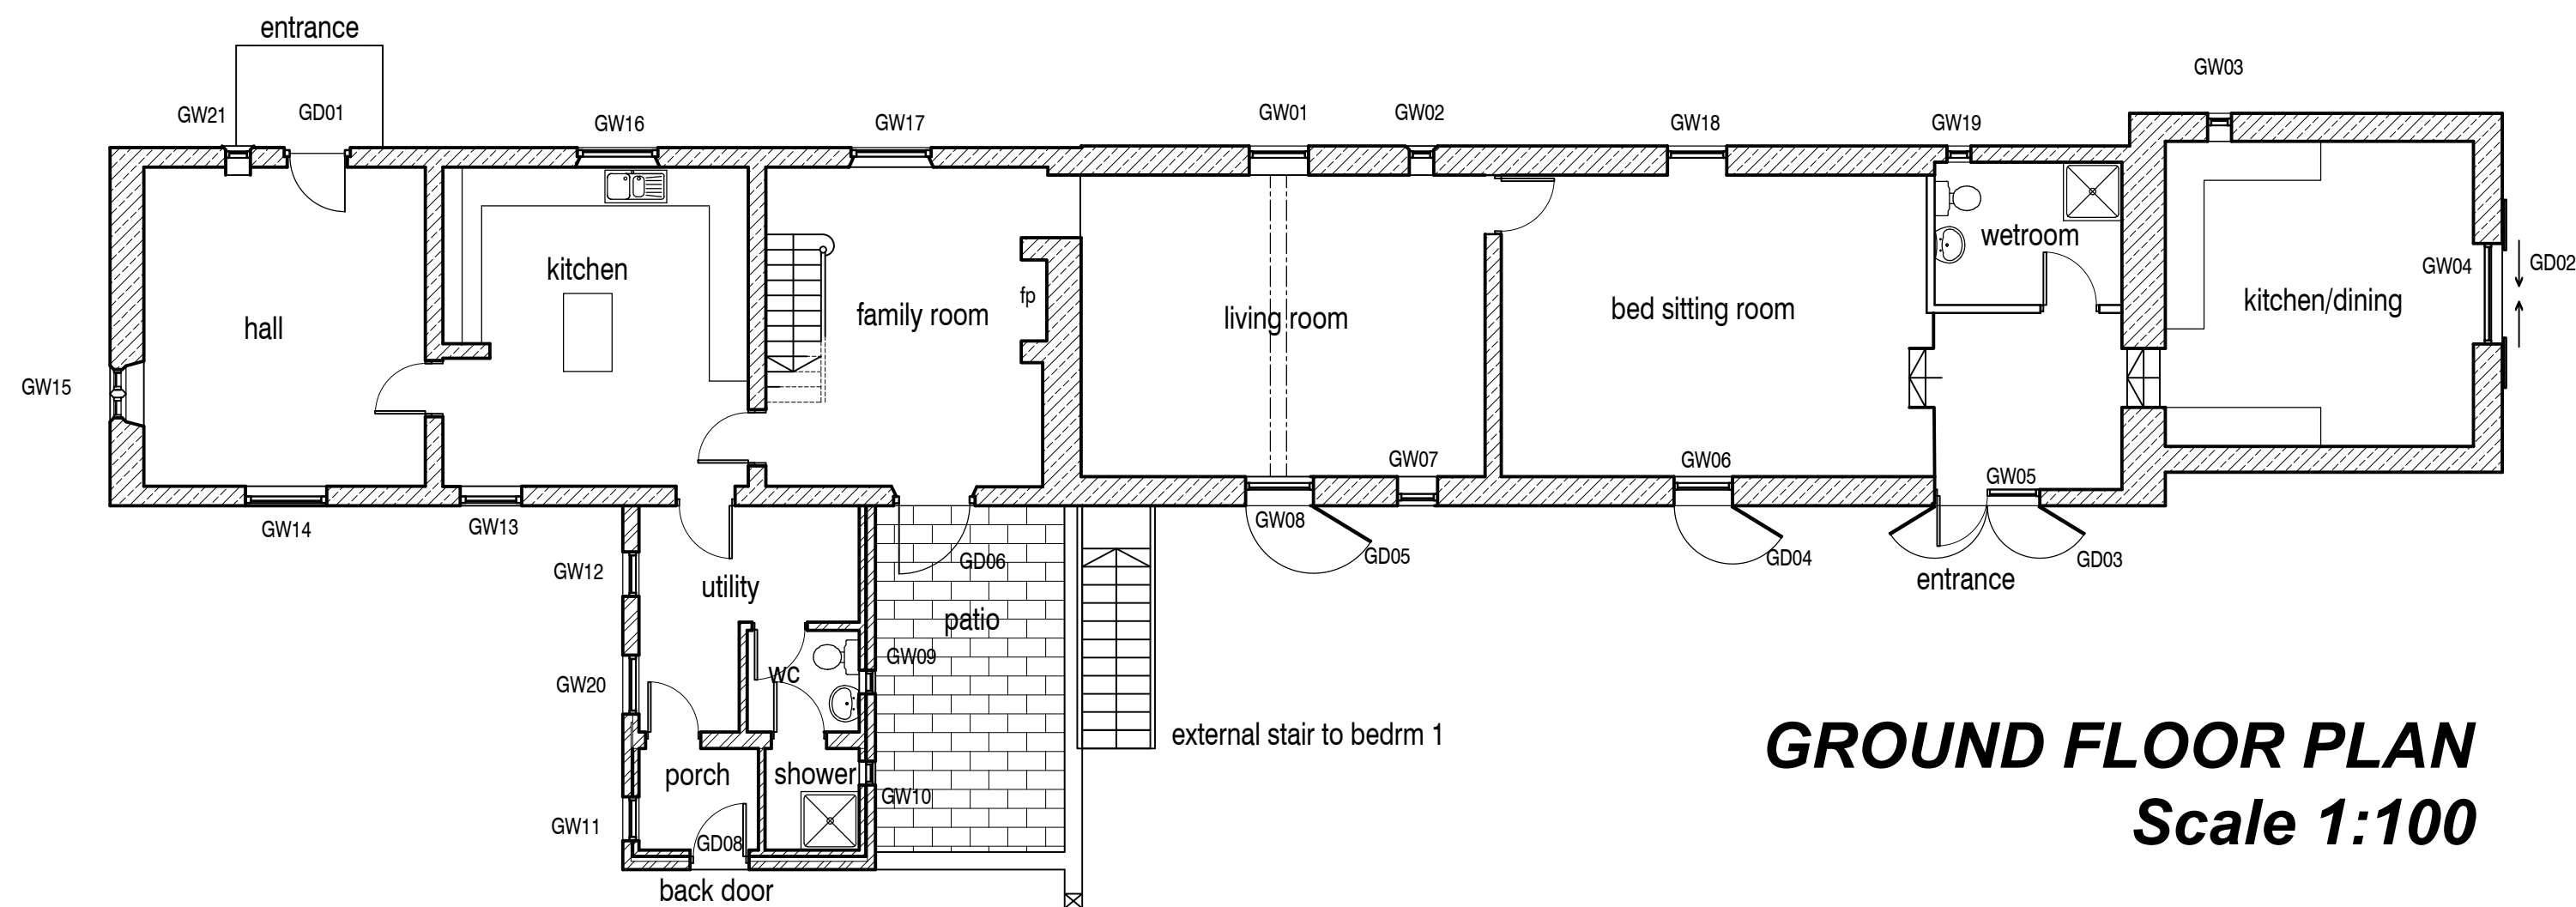 entrance
GW03
GW21
GD01
GW16
GW17
GW01
GW02
GW18
GW19
wetroom
GW04
GD02
kitchen
fp
kitchen/dining
family room
living room
bed sitting room
hall
GW15
GW07
GW06
GW05
GW14
GW13
GW08
GD06
GD05
GD04
GD03
GW12
utility
entrance
patio
GW09
wc
GW20
external stair to bedrm 1
porch
shower
GW10
GW11
GD08
back door
GROUND FLOOR PLAN
Scale 1:100